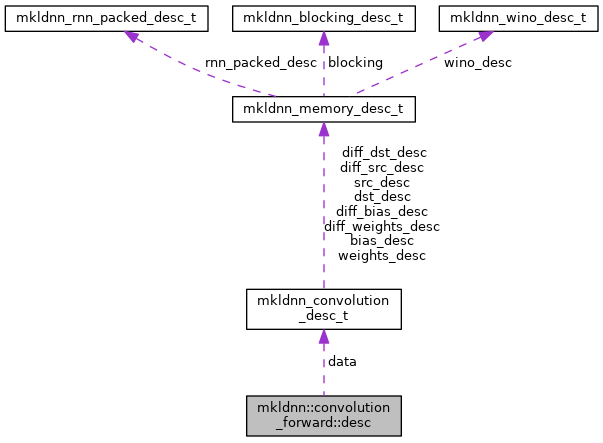 mkldnn_rnn_packed_desc_t
mkldnn_blocking_desc_t
mkldnn_wino_desc_t
rnn_packed_desc
blocking
wino_desc
mkldnn_memory_desc_t
diff_dst_desc
diff_src_desc
src_desc
dst_desc
diff_bias_desc
diff_weights_desc
bias_desc
weights_desc
mkldnn_convolution
_desc_t
data
mkldnn::convolution
_forward::desc